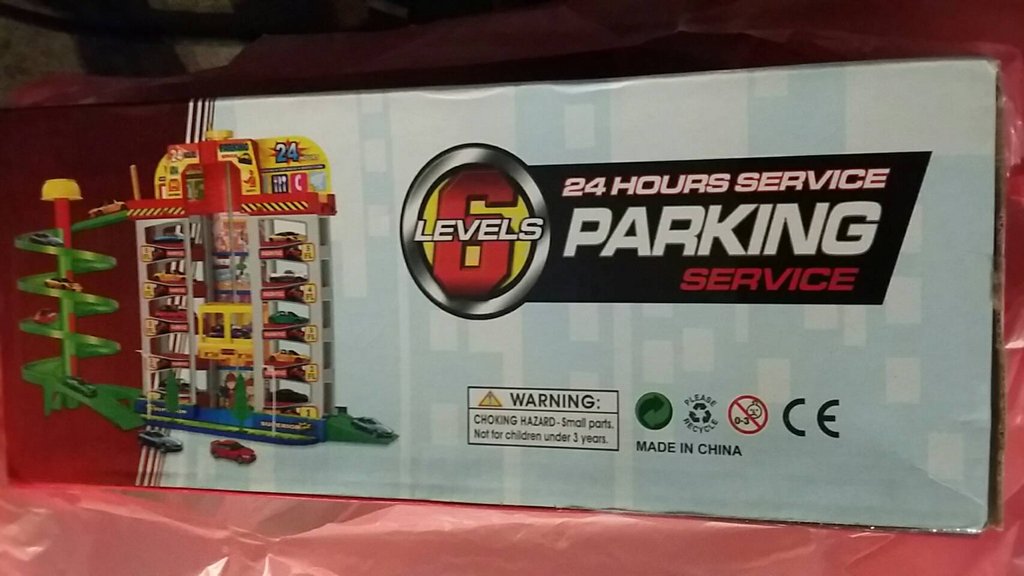 24
PARKING
6
LEVELS
24 HOURS SERVICE
PARKING
SERVICE
WARNING:
CHOKING HAZARD - Small parts.
Not for children under 3 years.
PLEASE
RECYCLE
0-3
CE
MADE IN CHINA